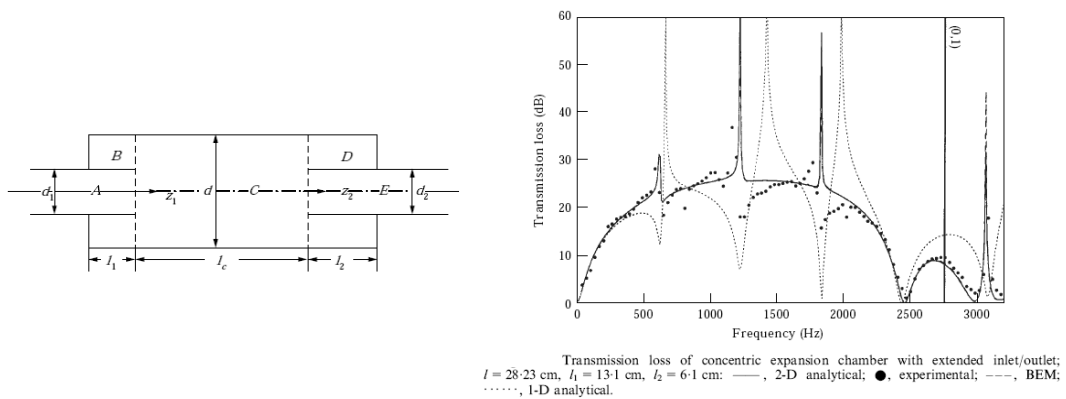 B
D
d₁
A
z₁
d
C
z₂
E
d₂
l₁
l_c
l₂
Transmission loss (dB)
60
50
40
30
20
10
0
(0,1)
0
500
1000
1500
2000
2500
3000
Frequency (Hz)
Transmission loss of concentric expansion chamber with extended inlet/outlet;
l = 28·23 cm, l₁ = 13·1 cm, l₂ = 6·1 cm: ——, 2-D analytical; ●, experimental; – – –, BEM;
······, 1-D analytical.